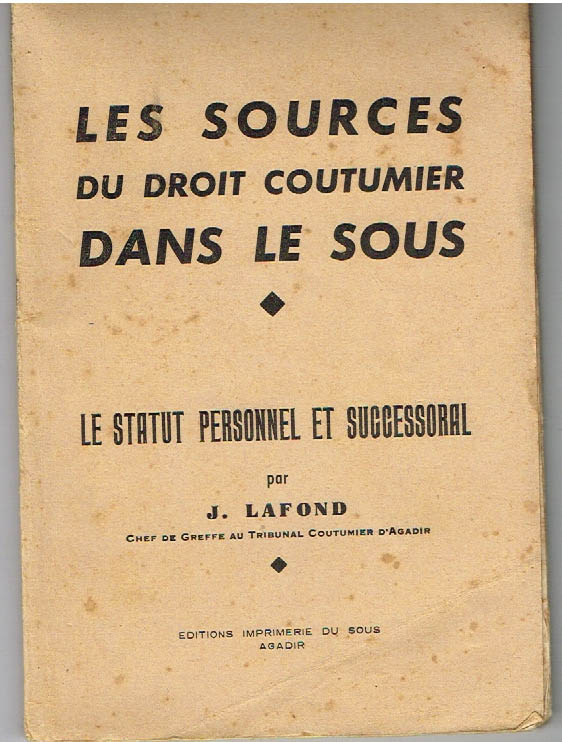 LES SOURCES
DU DROIT COUTUMIER
DANS LE SOUS
LE STATUT PERSONNEL ET SUCCESSORAL
par
J. LAFOND
CHEF DE GREFFE AU TRIBUNAL COUTUMIER D'AGADIR
EDITIONS IMPRIMERIE DU SOUS
AGADIR